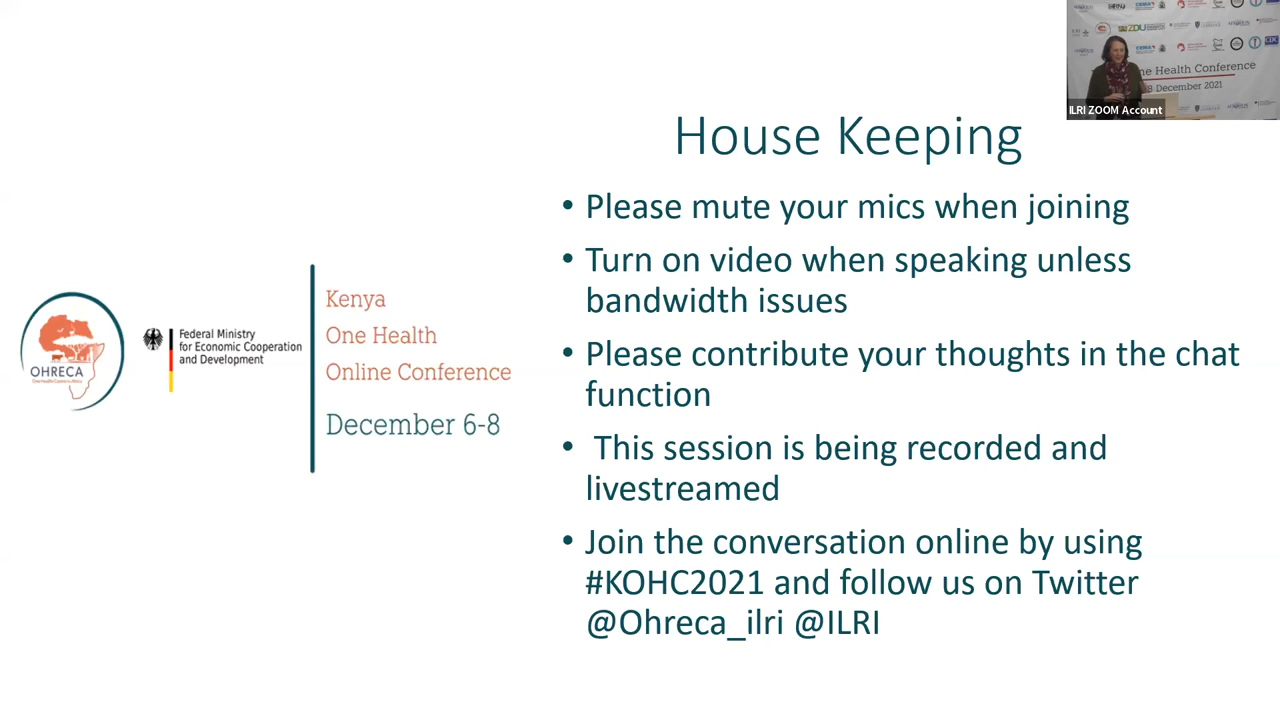 House Keeping
• Please mute your mics when joining
• Turn on video when speaking unless
bandwidth issues
• Please contribute your thoughts in the chat
function
• This session is being recorded and
livestreamed
• Join the conversation online by using
#KOHC2021 and follow us on Twitter
@Ohreca_ilri @ILRI
OHRECA
Federal Ministry
for Economic Cooperation
and Development
Kenya
One Health
Online Conference
December 6-8
ZDU
ne Health Conference
8 December 2021
ILRI ZOOM Account